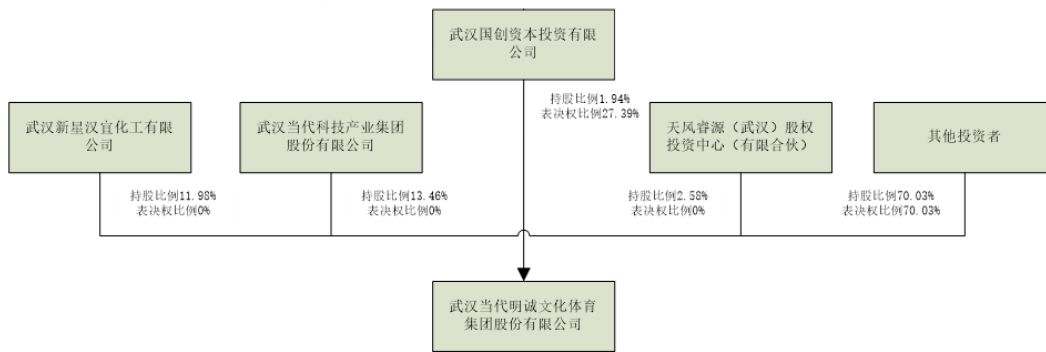 武汉国创资本投资有限
公司
持股比例1.94%
表决权比例27.39%
武汉新星汉宜化工有限
公司
武汉当代科技产业集团
股份有限公司
天风睿源（武汉）股权
投资中心（有限合伙）
其他投资者
持股比例11.98%
表决权比例0%
持股比例13.46%
表决权比例0%
持股比例2.58%
表决权比例0%
持股比例70.03%
表决权比例70.03%
武汉当代明诚文化体育
集团股份有限公司